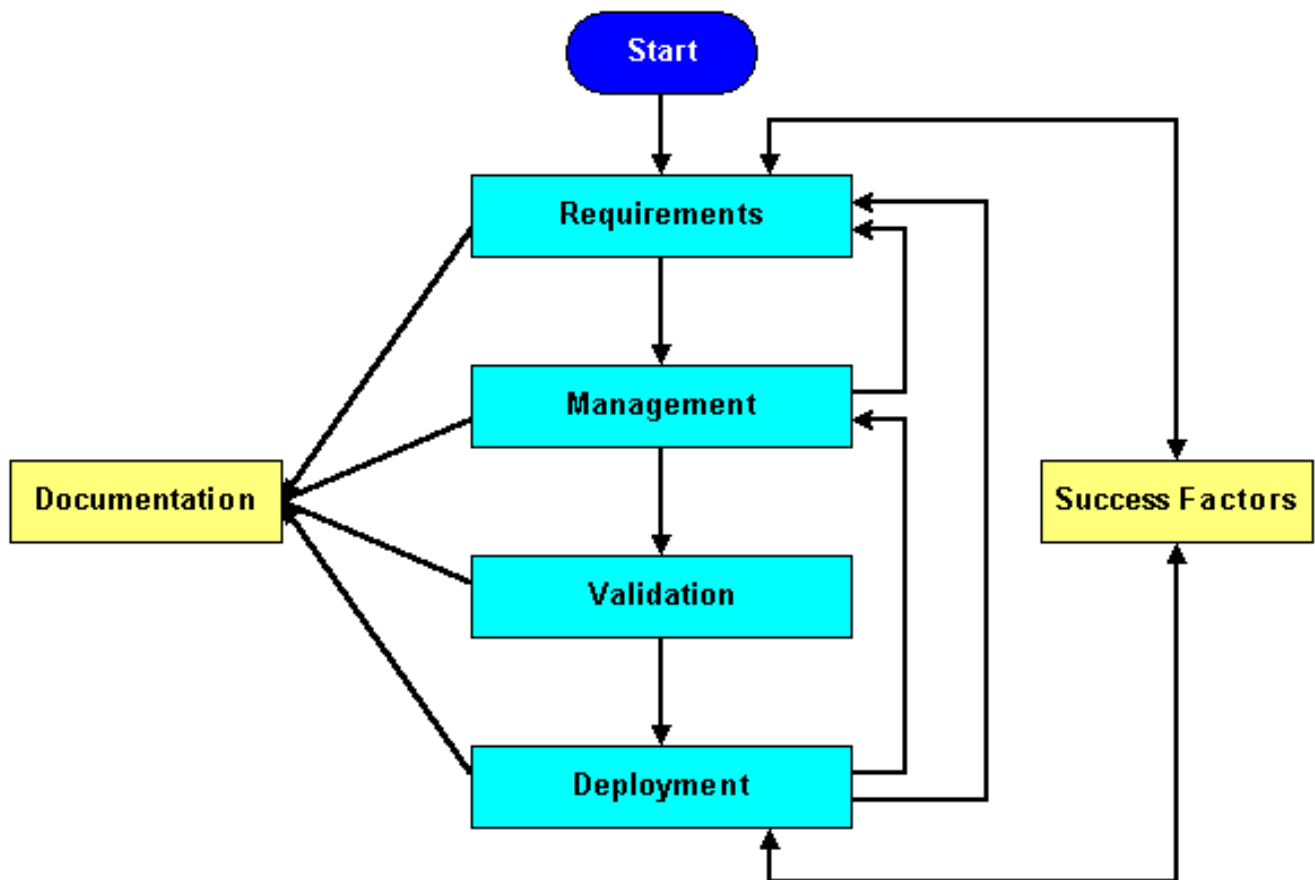 Start
Requirements
Management
Documentation
Success Factors
Validation
Deployment